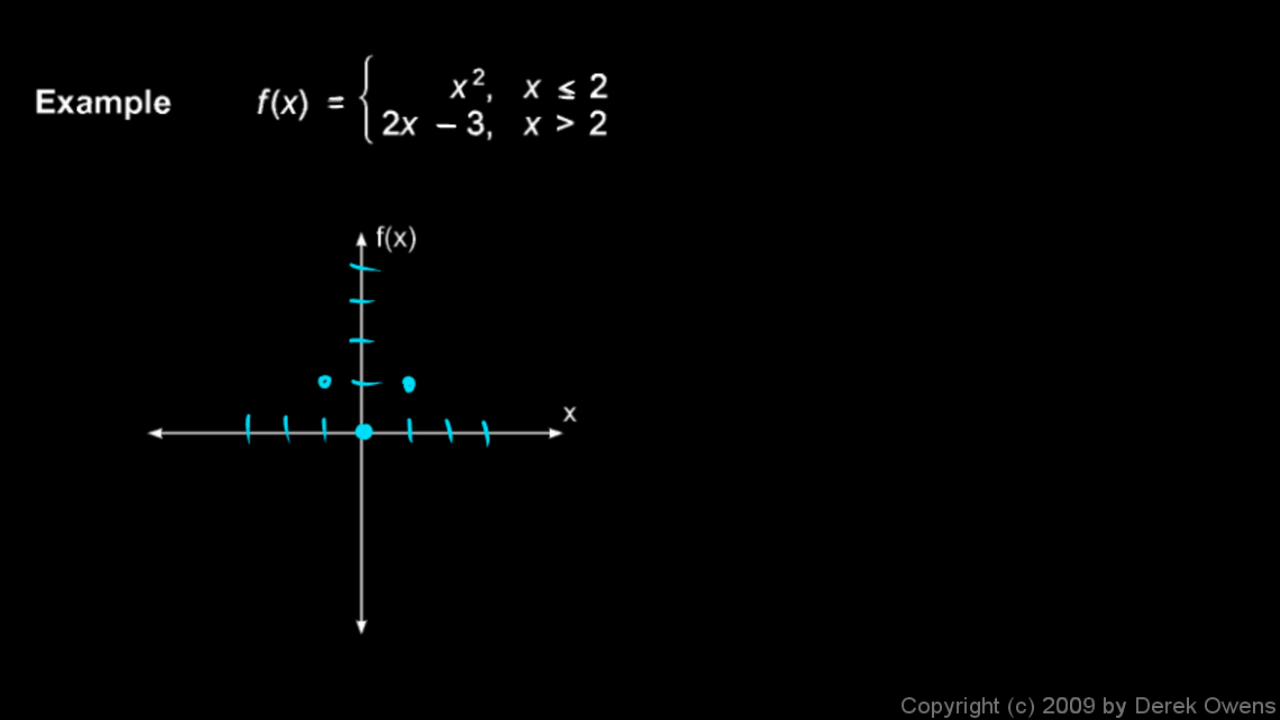 Example f(x) = { x², x ≤ 2
2x – 3, x > 2
f(x)
x
Copyright (c) 2009 by Derek Owens